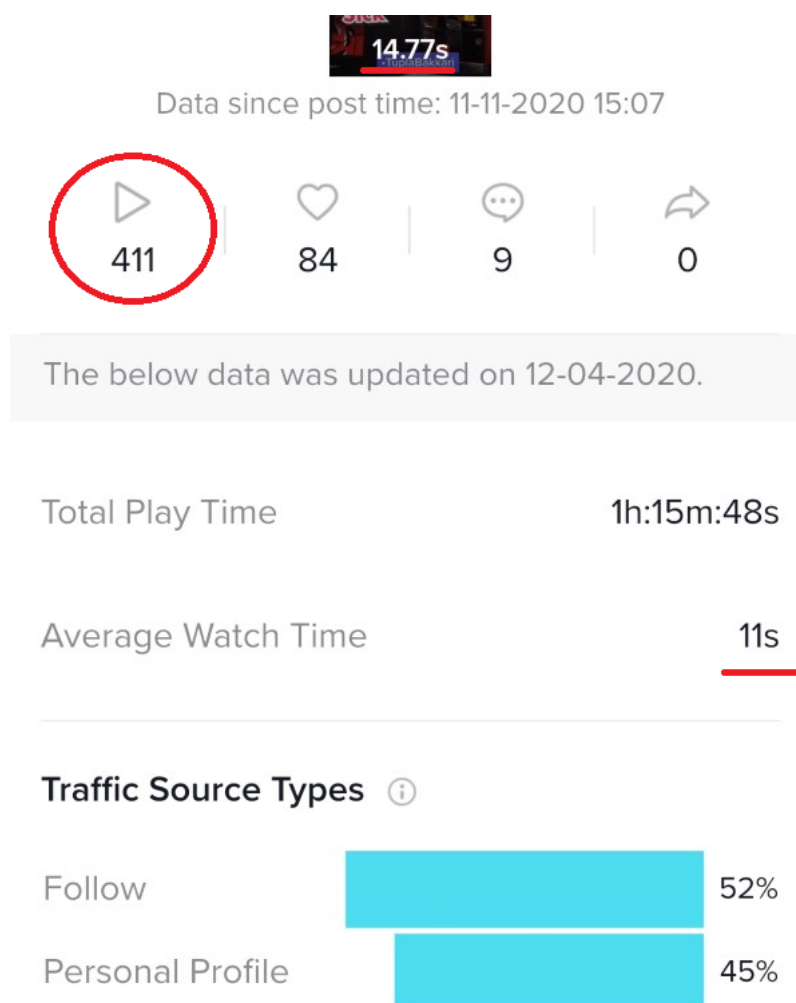 SICK
14.77s
•TuplaBakkari
Data since post time: 11-11-2020 15:07
411 84 9 0
The below data was updated on 12-04-2020.
Total Play Time 1h:15m:48s
Average Watch Time 11s
Traffic Source Types
Follow 52%
Personal Profile 45%